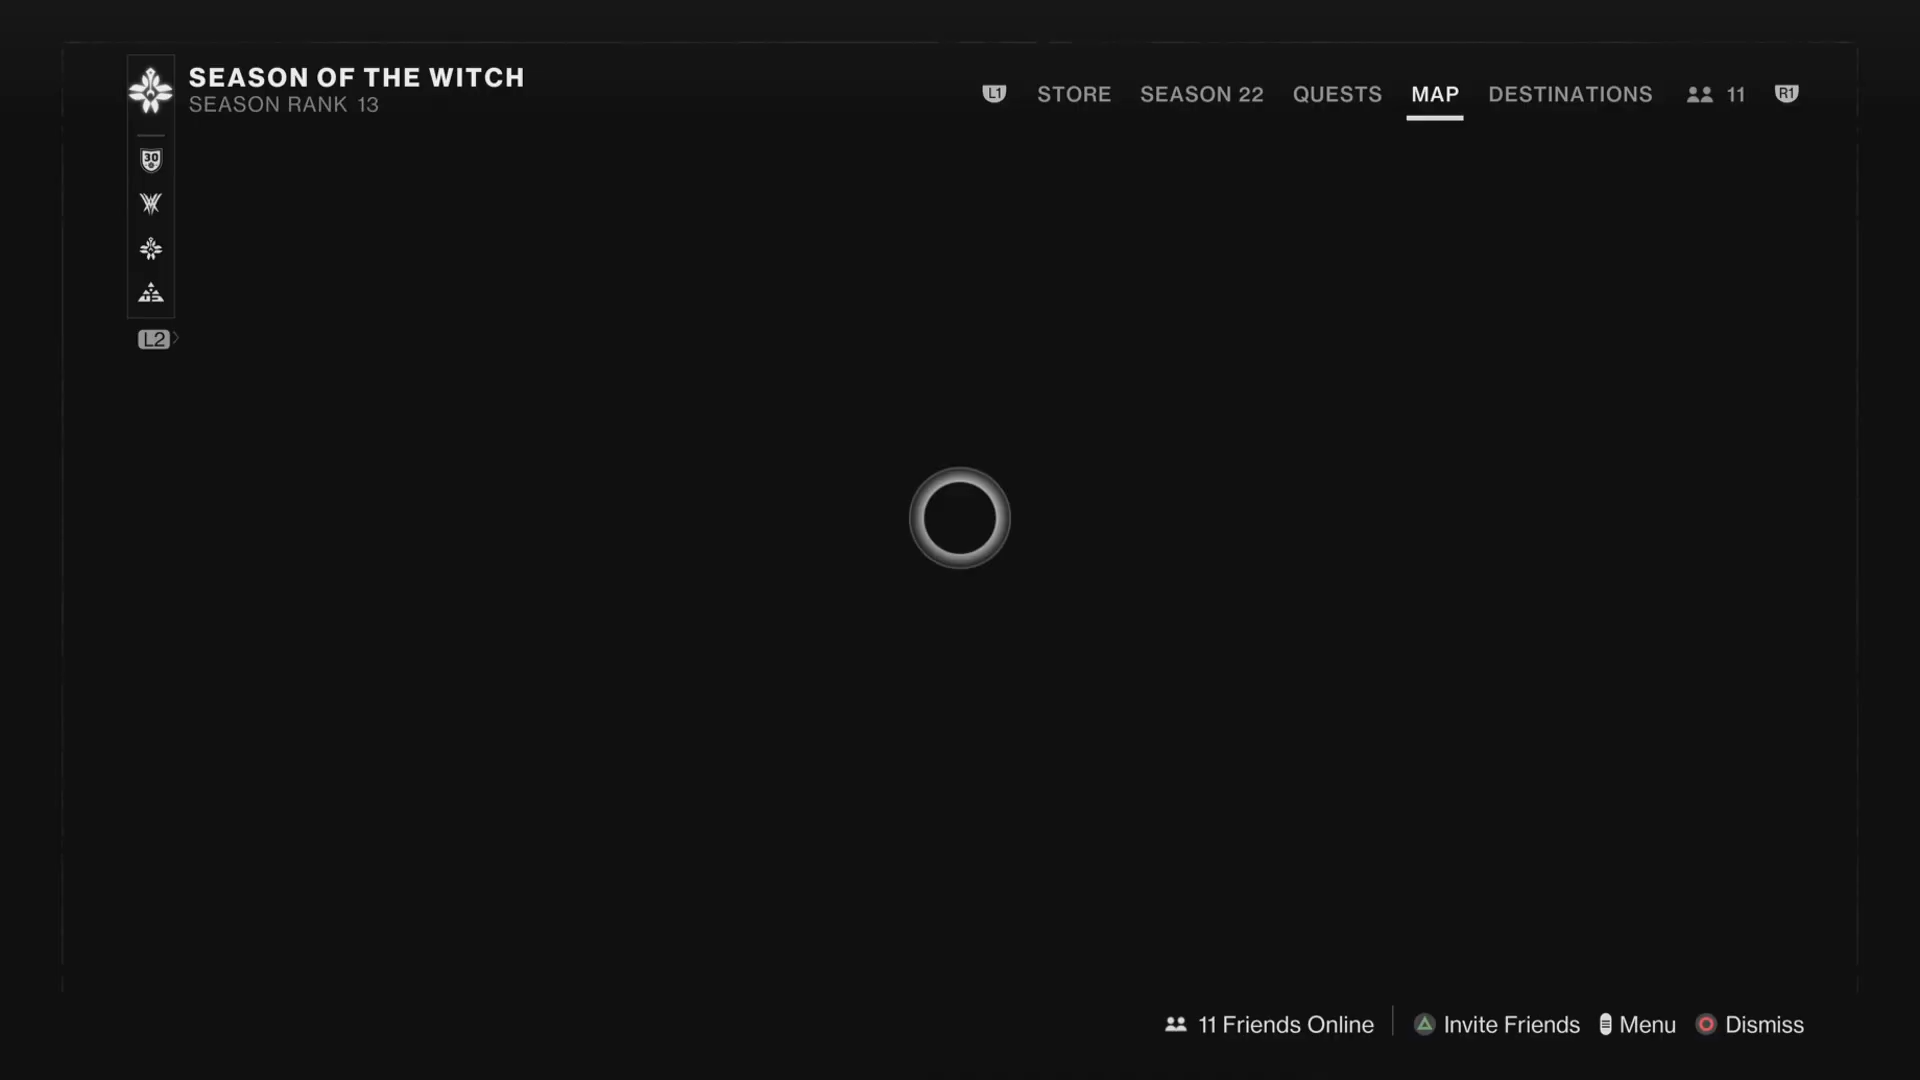 SEASON OF THE WITCH
SEASON RANK 13
L1 STORE SEASON 22 QUESTS MAP DESTINATIONS 11 R1
30
L2
11 Friends Online Invite Friends Menu Dismiss